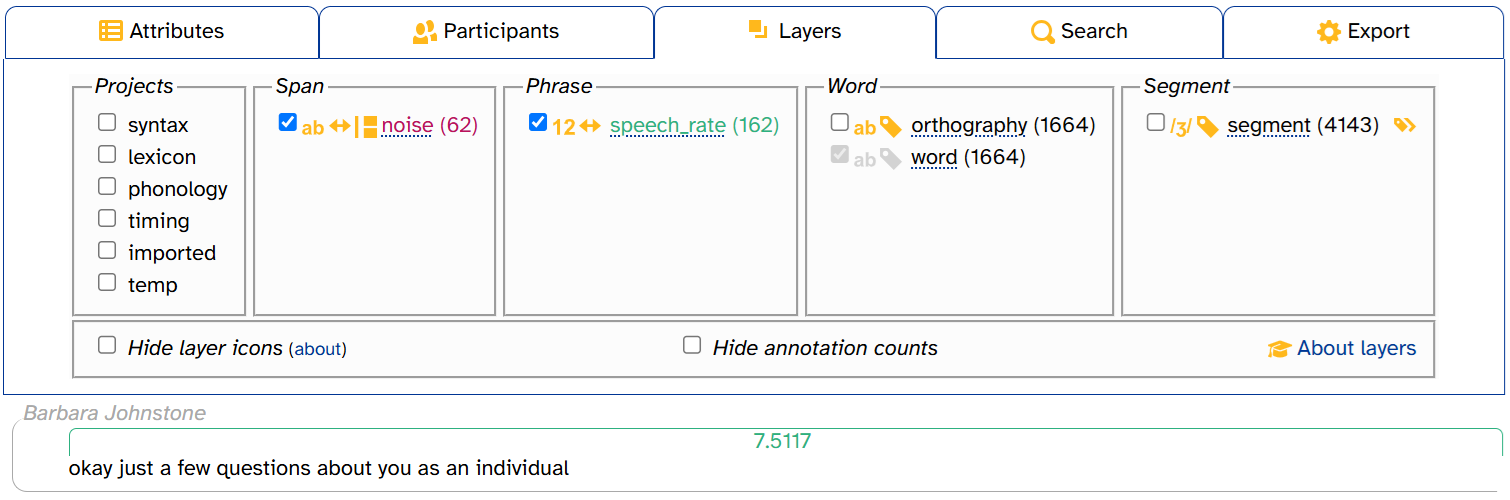 Attributes Participants Layers Search Export
Projects Span Phrase Word Segment
syntax ab noise (62) 12 speech_rate (162) ab orthography (1664) /ʒ/ segment (4143)
lexicon ab word (1664)
phonology
timing
imported
temp
Hide layer icons (about) Hide annotation counts About layers
Barbara Johnstone
7.5117
okay just a few questions about you as an individual